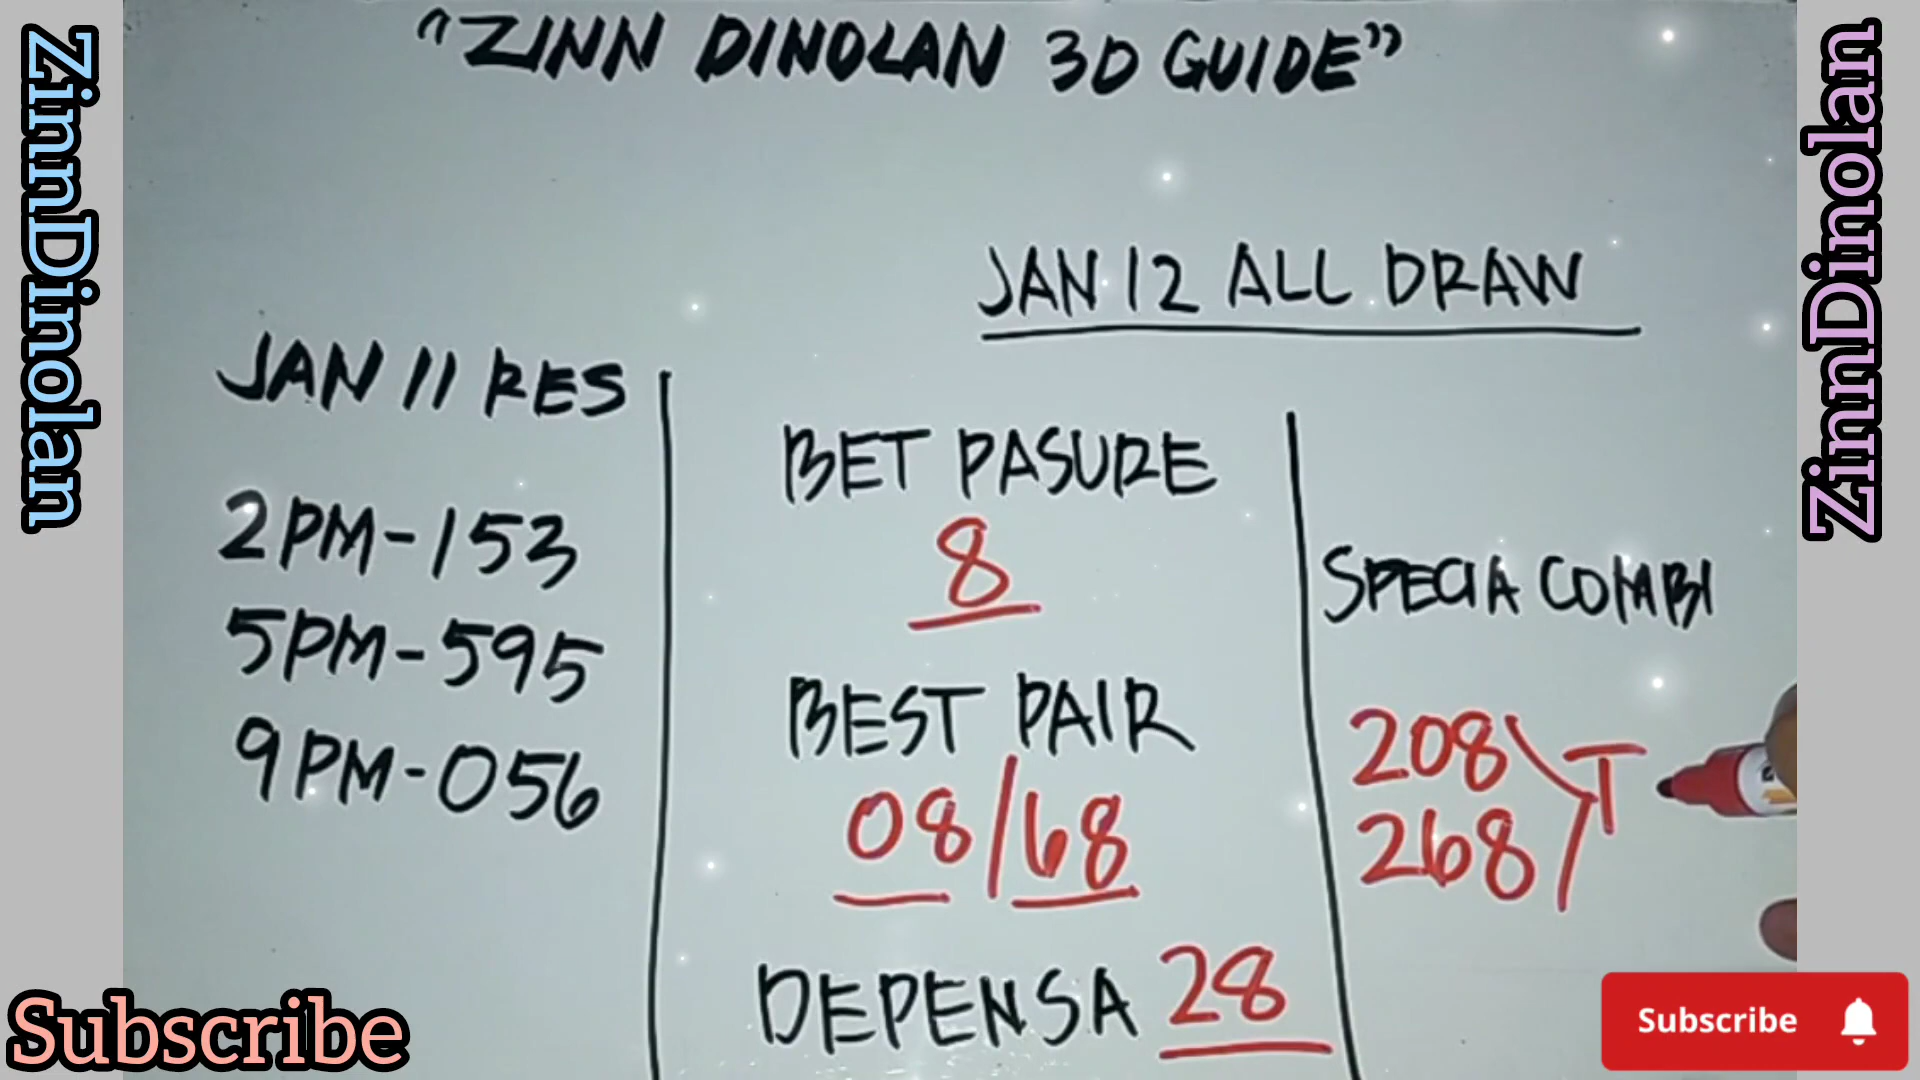 "ZINN DINOLAN 3D GUIDE"
ZinnDinolan
ZinnDinolan
JAN 12 ALL DRAW
JAN 11 RES
2PM-153
5PM-595
9PM-056
BET PASURE
8
BEST PAIR
08/68
DEPENSA 28
SPECIA COMBI
208
268
T
Subscribe
Subscribe